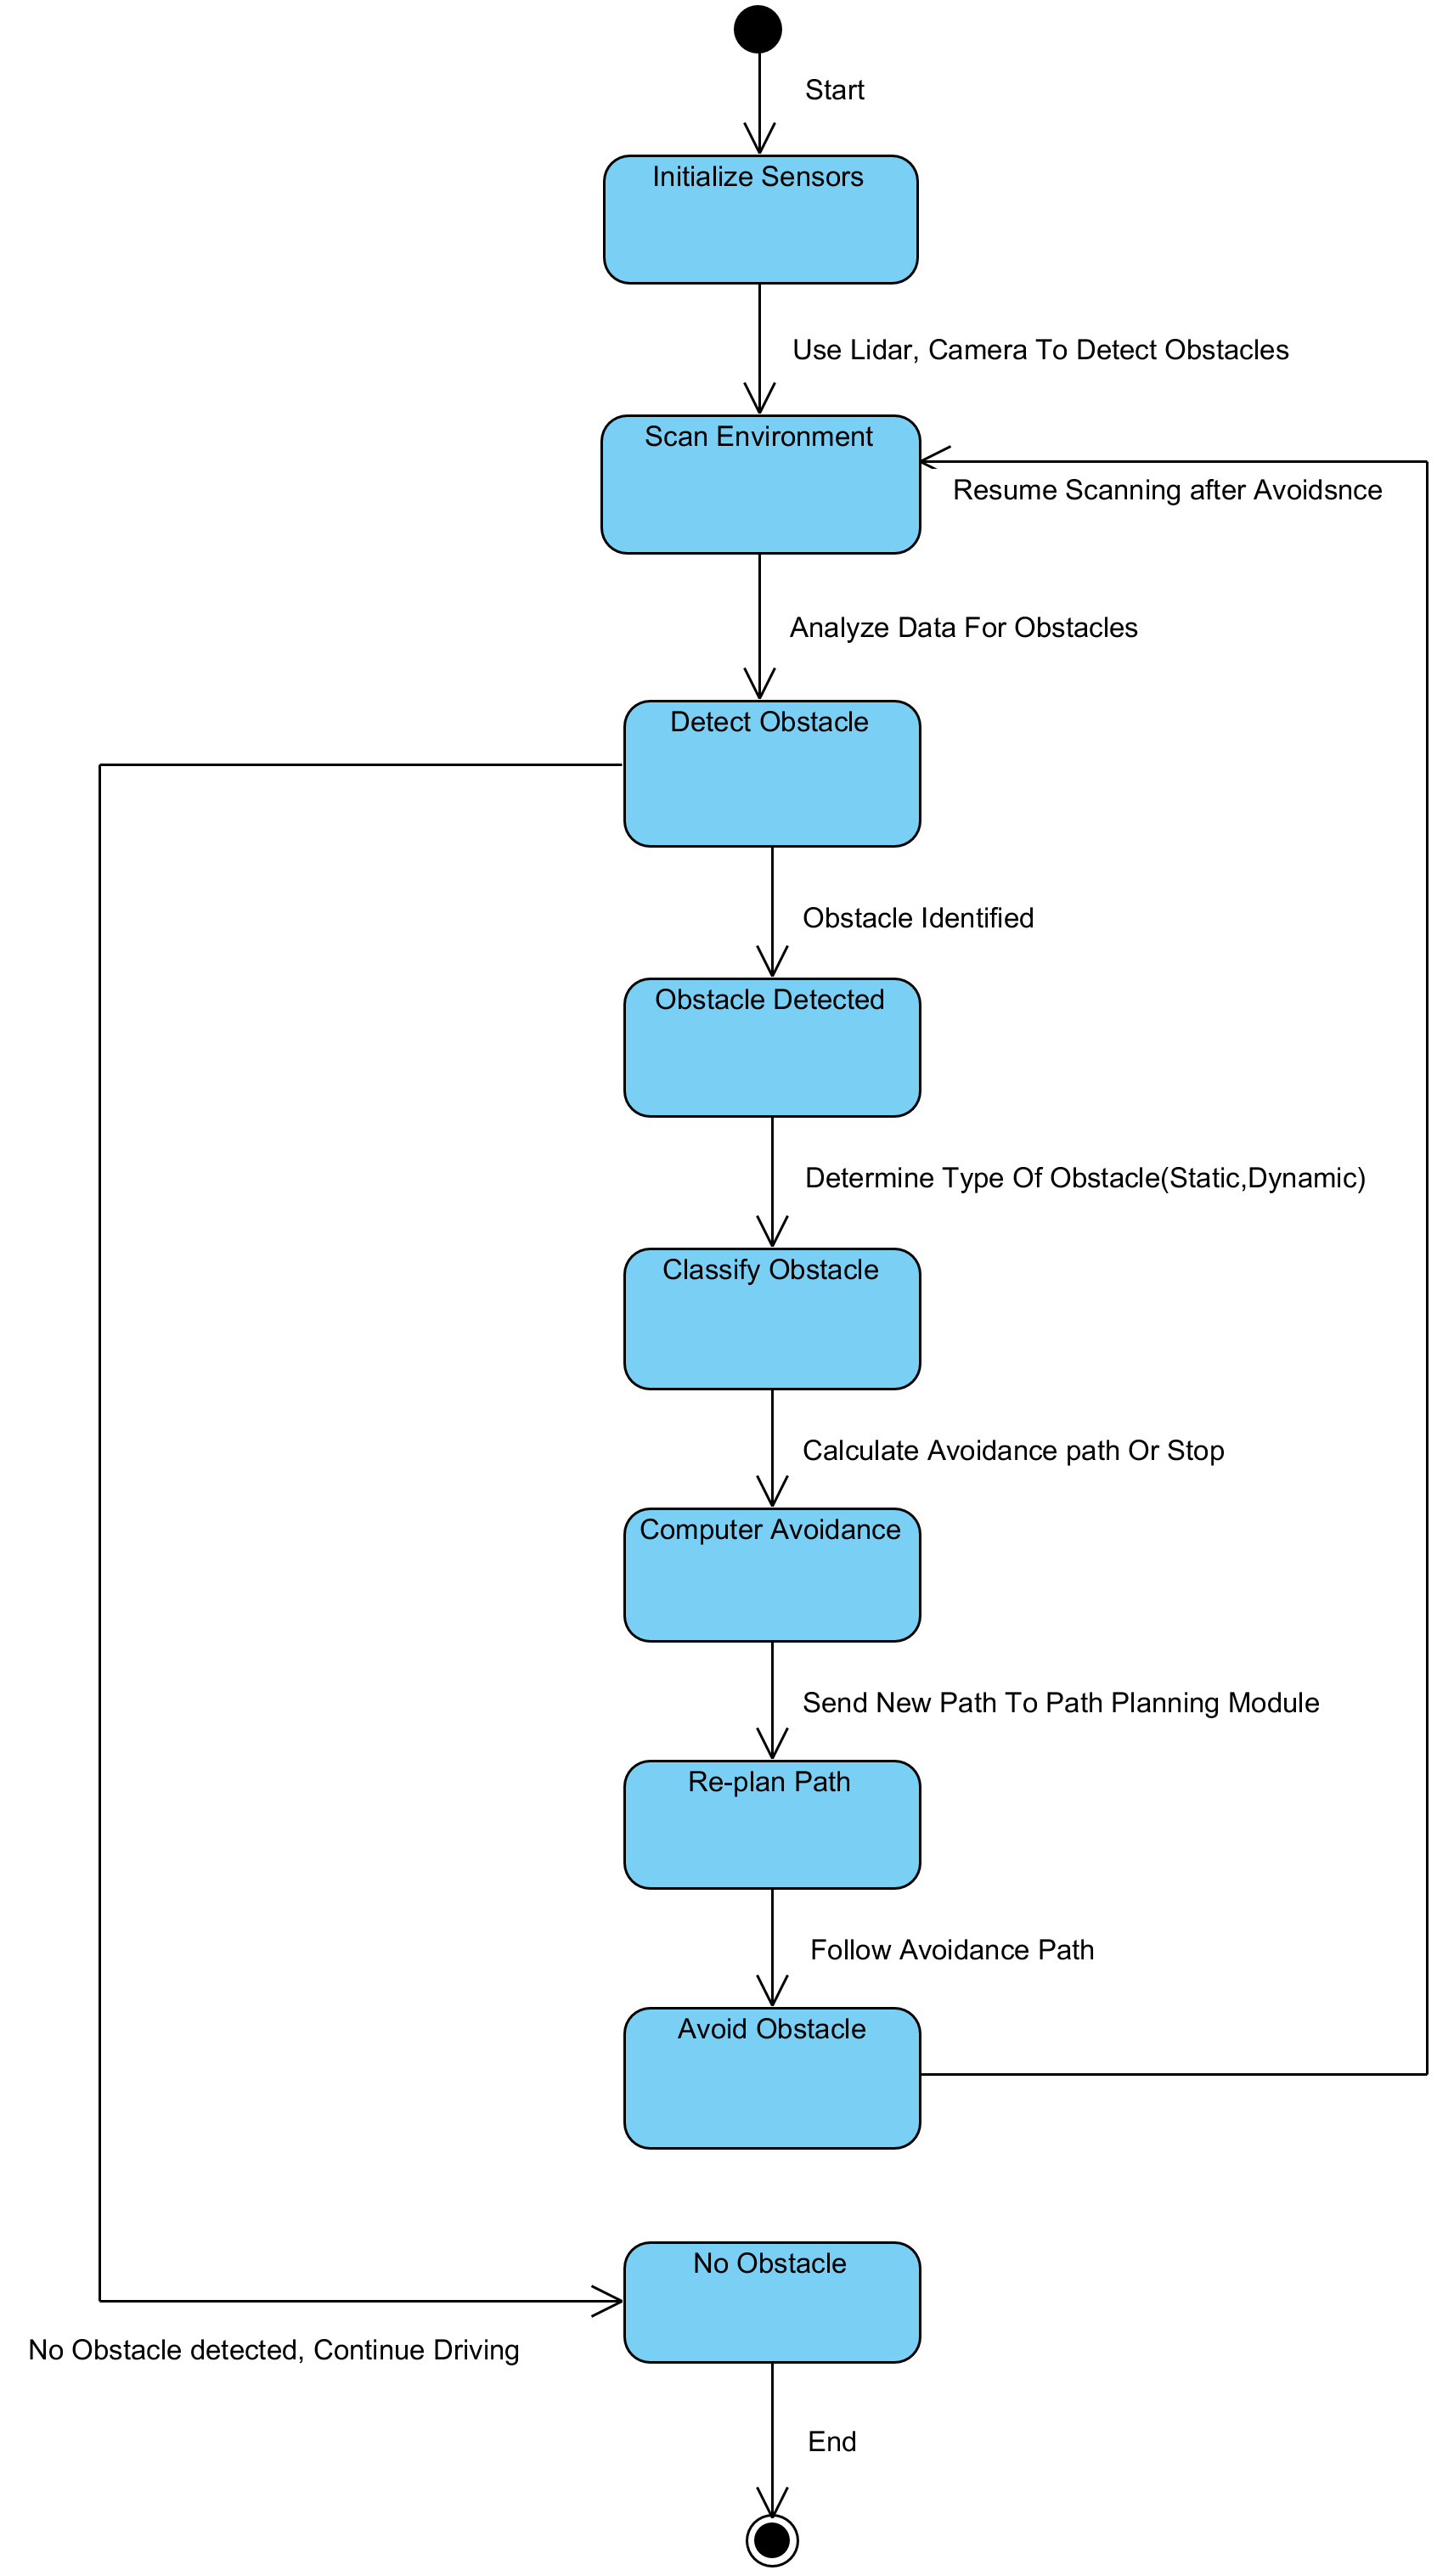 Start
Initialize Sensors
Use Lidar, Camera To Detect Obstacles
Scan Environment
Resume Scanning after Avoidsnce
Analyze Data For Obstacles
Detect Obstacle
Obstacle Identified
Obstacle Detected
Determine Type Of Obstacle(Static,Dynamic)
Classify Obstacle
Calculate Avoidance path Or Stop
Computer Avoidance
Send New Path To Path Planning Module
Re-plan Path
Follow Avoidance Path
Avoid Obstacle
No Obstacle
No Obstacle detected, Continue Driving
End